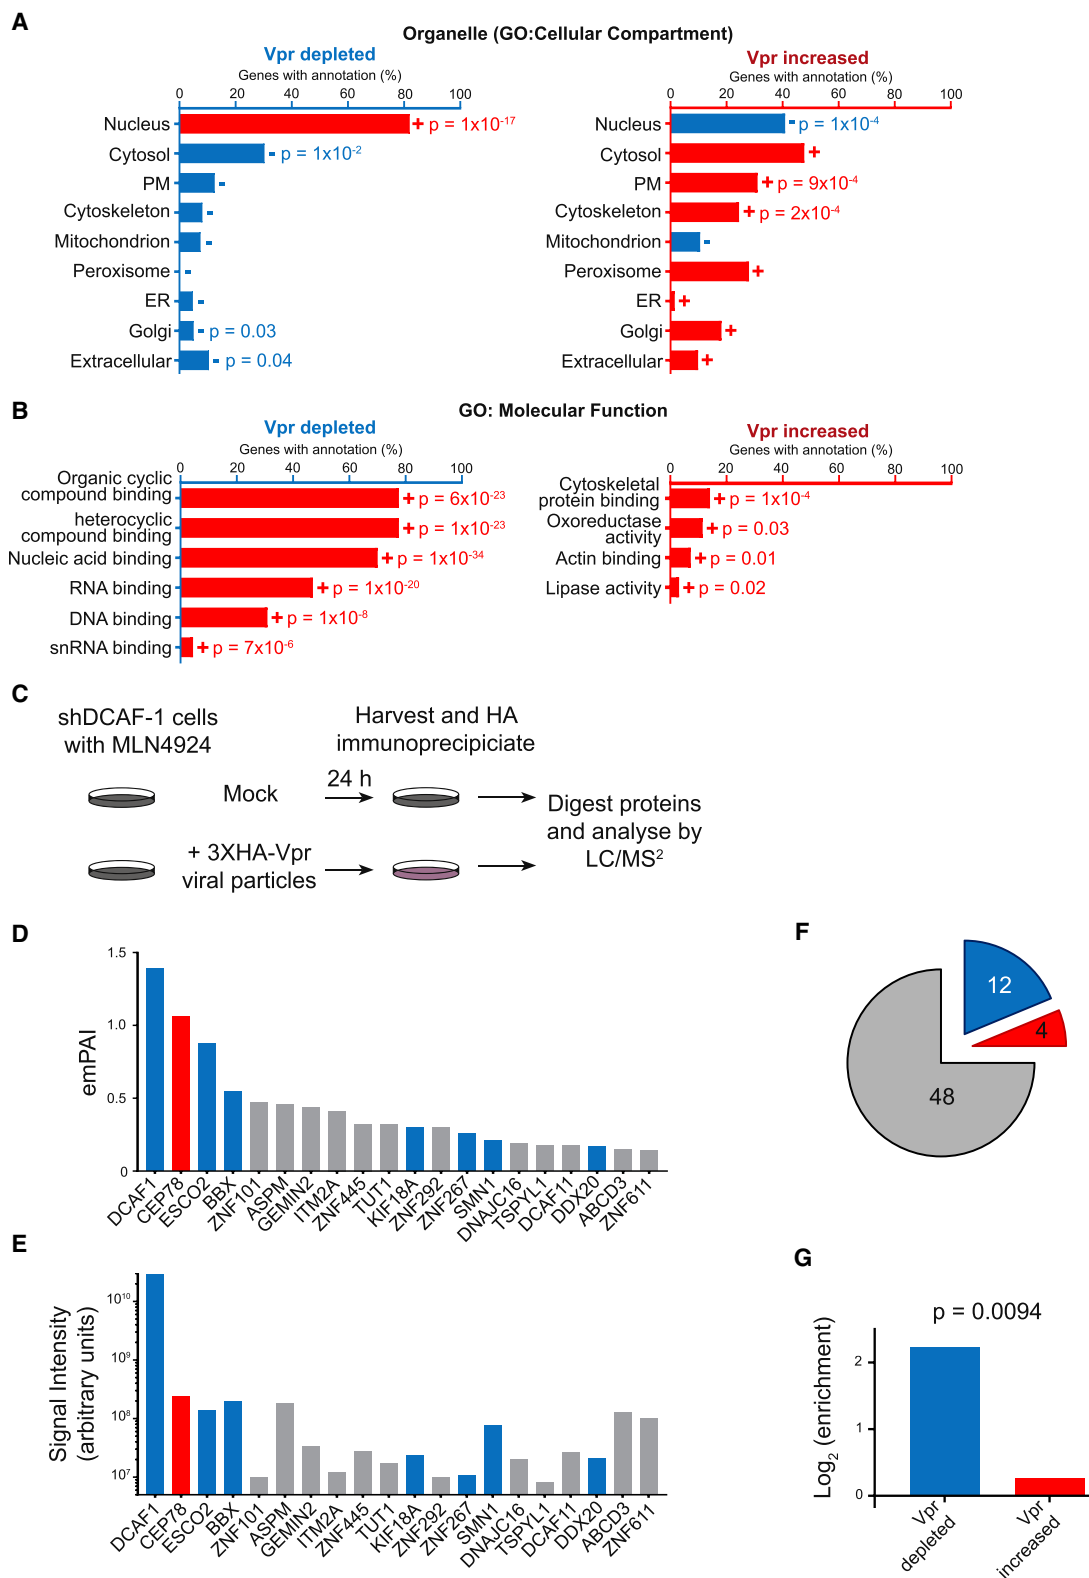 A
Organelle (GO:Cellular Compartment)
Vpr depleted
Genes with annotation (%)
0 20 40 60 80 100
Nucleus + p = 1x10-17
Cytosol - p = 1x10-2
PM -
Cytoskeleton -
Mitochondrion -
Peroxisome -
ER -
Golgi - p = 0.03
Extracellular - p = 0.04
Vpr increased
Genes with annotation (%)
0 20 40 60 80 100
Nucleus - p = 1x10-4
Cytosol +
PM + p = 9x10-4
Cytoskeleton + p = 2x10-4
Mitochondrion -
Peroxisome +
ER +
Golgi +
Extracellular +
B
GO: Molecular Function
Vpr depleted
Genes with annotation (%)
0 20 40 60 80 100
Organic cyclic
compound binding + p = 6x10-23
heterocyclic
compound binding + p = 1x10-23
Nucleic acid binding + p = 1x10-34
RNA binding + p = 1x10-20
DNA binding + p = 1x10-8
snRNA binding + p = 7x10-6
Vpr increased
Genes with annotation (%)
0 20 40 60 80 100
Cytoskeletal
protein binding + p = 1x10-4
Oxoreductase
activity + p = 0.03
Actin binding + p = 0.01
Lipase activity + p = 0.02
C
shDCAF-1 cells
with MLN4924
Harvest and HA
immunoprecipiciate
Mock
24 h
+ 3XHA-Vpr
viral particles
Digest proteins
and analyse by
LC/MS2
D
emPAI
1.5
1.0
0.5
0
DCAF1
CEP78
ESCO2
BBX
ZNF101
ASPM
GEMIN2
ITM2A
ZNF445
TUT1
KIF18A
ZNF292
ZNF267
SMN1
DNAJC16
TSPYL1
DCAF11
DDX20
ABCD3
ZNF611
E
Signal Intensity
(arbitrary units)
1010
109
108
107
DCAF1
CEP78
ESCO2
BBX
ZNF101
ASPM
GEMIN2
ITM2A
ZNF445
TUT1
KIF18A
ZNF292
ZNF267
SMN1
DNAJC16
TSPYL1
DCAF11
DDX20
ABCD3
ZNF611
F
12
4
48
G
p = 0.0094
Log2 (enrichment)
2
1
0
Vpr
depleted
Vpr
increased